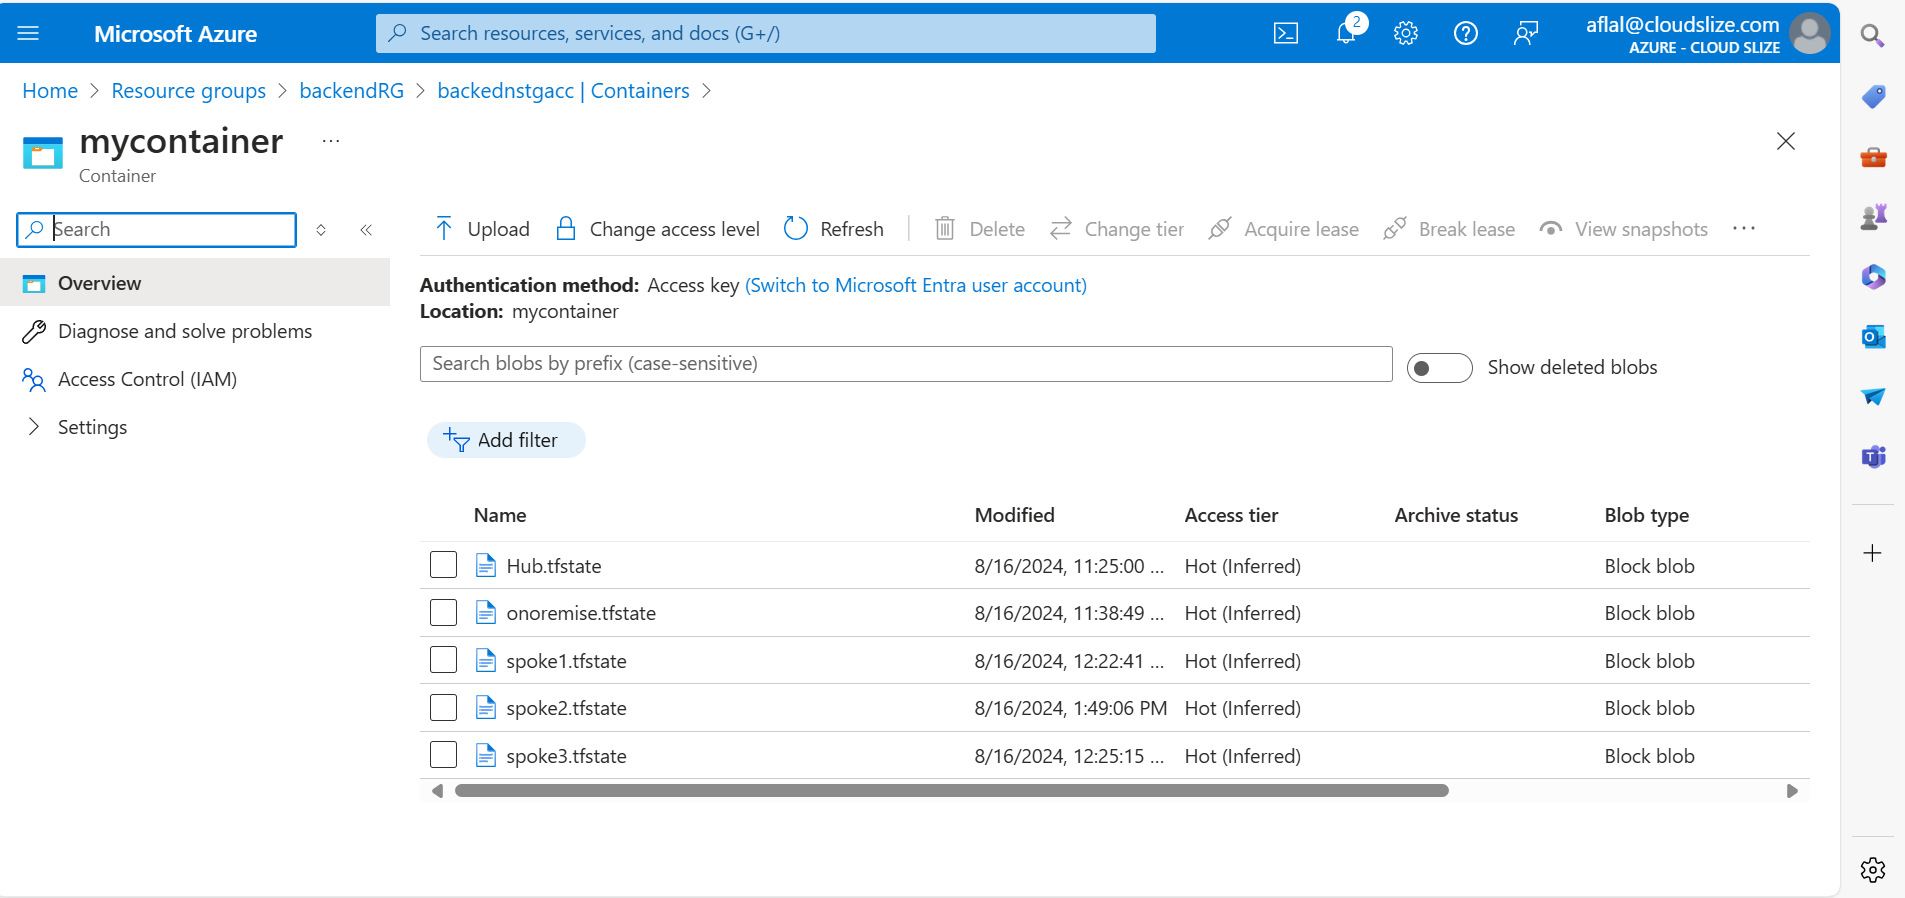 Microsoft Azure
Search resources, services, and docs (G+/)
2
aflal@cloudslize.com
AZURE - CLOUD SLIZE
Home > Resource groups > backendRG > backednstgacc | Containers >
mycontainer ...
Container
Search
Overview
Diagnose and solve problems
Access Control (IAM)
Settings
Upload Change access level Refresh Delete Change tier Acquire lease Break lease View snapshots ...
Authentication method: Access key (Switch to Microsoft Entra user account)
Location: mycontainer
Search blobs by prefix (case-sensitive)
Show deleted blobs
Add filter
Name Modified Access tier Archive status Blob type
Hub.tfstate 8/16/2024, 11:25:00 ... Hot (Inferred) Block blob
onoremise.tfstate 8/16/2024, 11:38:49 ... Hot (Inferred) Block blob
spoke1.tfstate 8/16/2024, 12:22:41 ... Hot (Inferred) Block blob
spoke2.tfstate 8/16/2024, 1:49:06 PM Hot (Inferred) Block blob
spoke3.tfstate 8/16/2024, 12:25:15 ... Hot (Inferred) Block blob